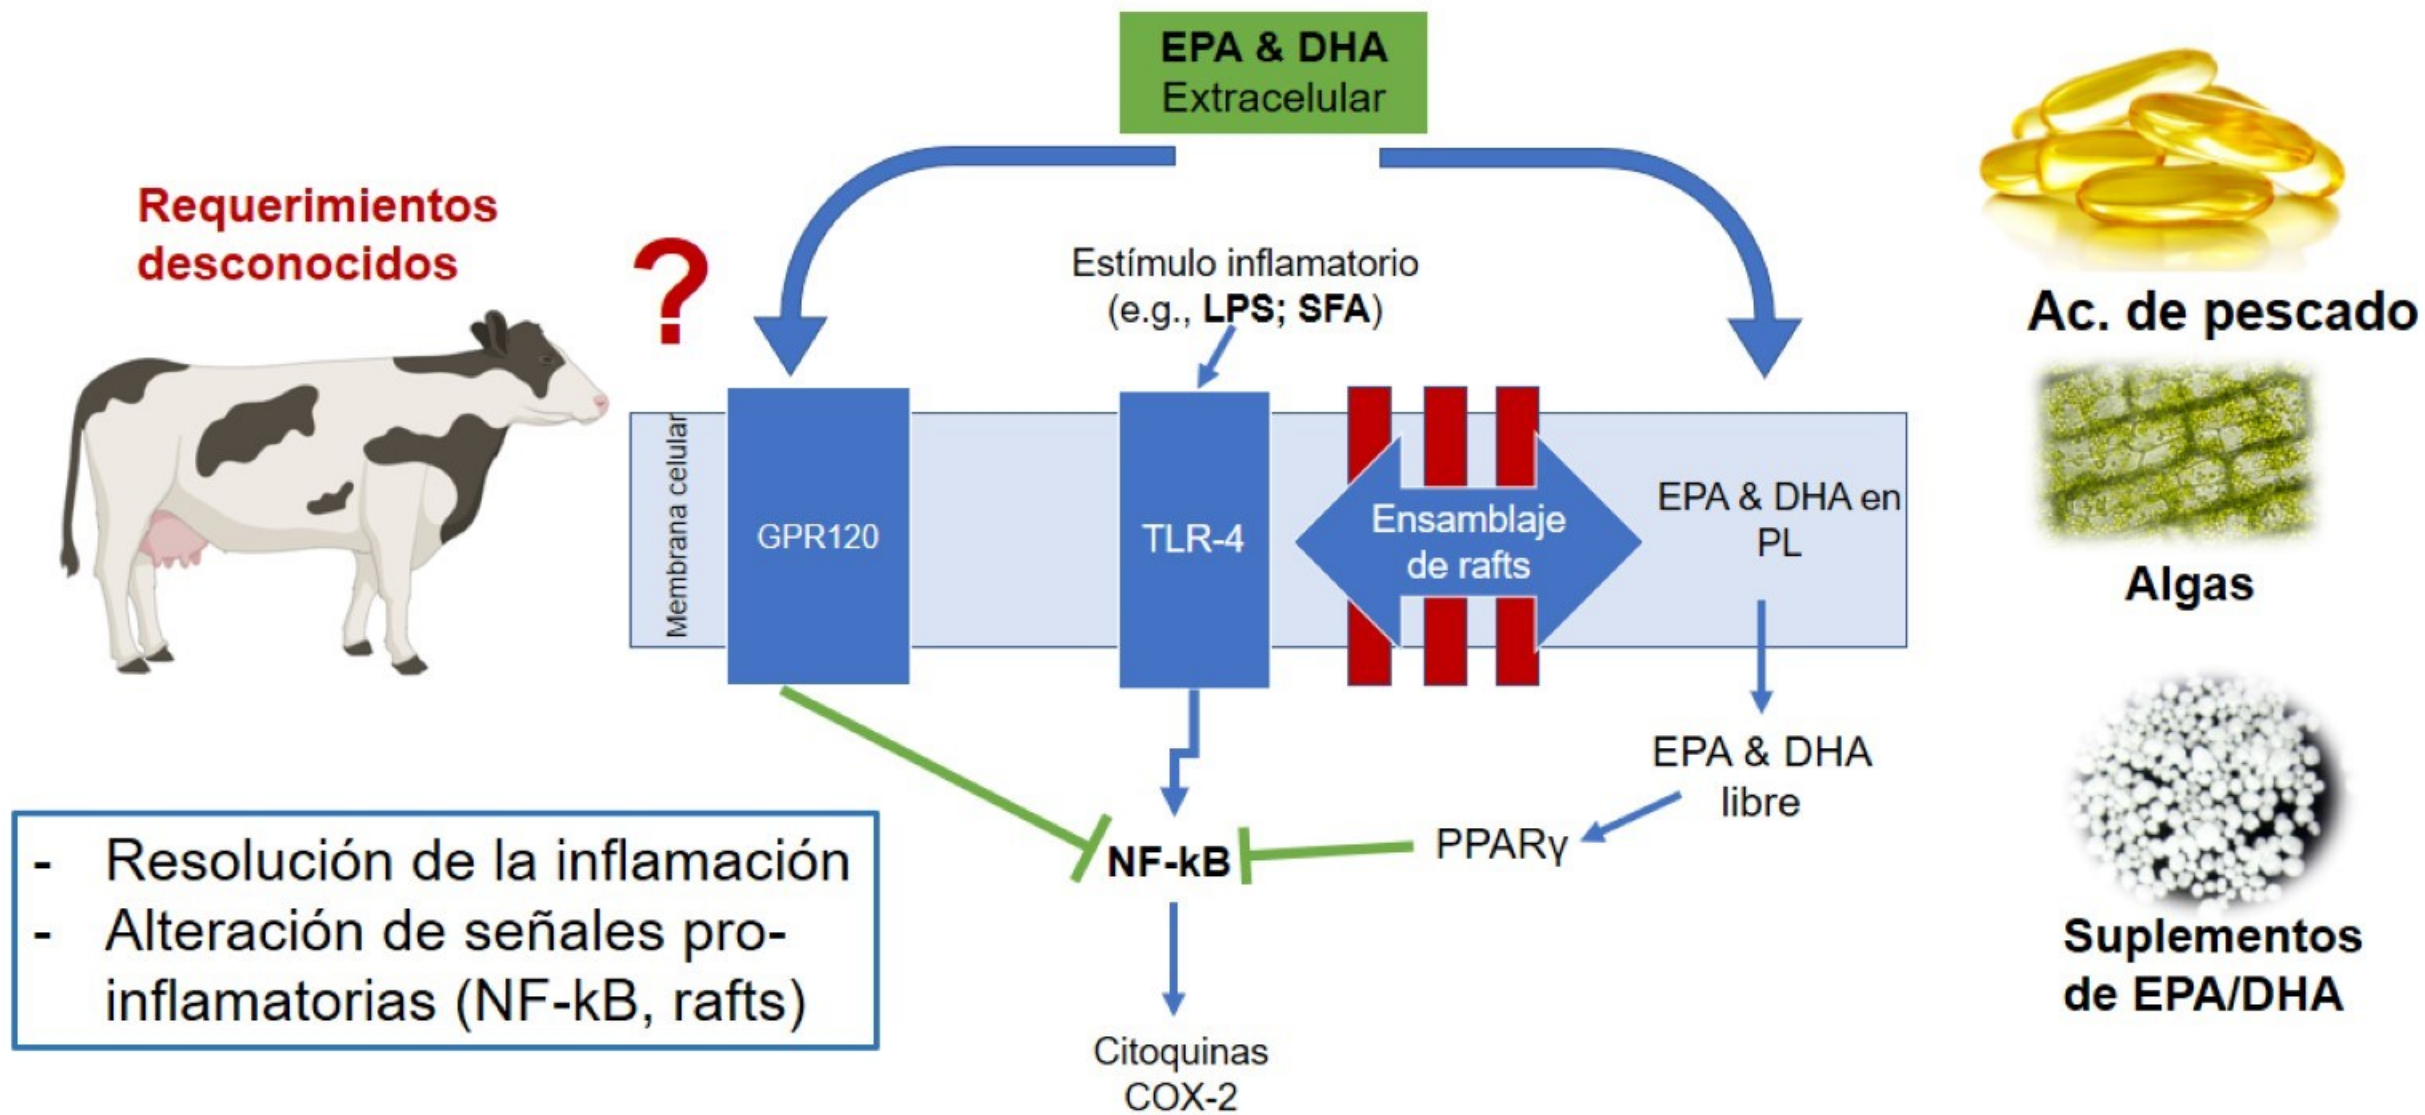 EPA & DHA
Extracelular
Requerimientos
desconocidos
?
Estímulo inflamatorio
(e.g., LPS; SFA)
Ac. de pescado
Membrana celular
GPR120
TLR-4
Ensamblaje
de rafts
EPA & DHA en
PL
Algas
EPA & DHA
libre
PPARγ
NF-kB
Citoquinas
COX-2
- Resolución de la inflamación
- Alteración de señales pro-
inflamatorias (NF-kB, rafts)
Suplementos
de EPA/DHA